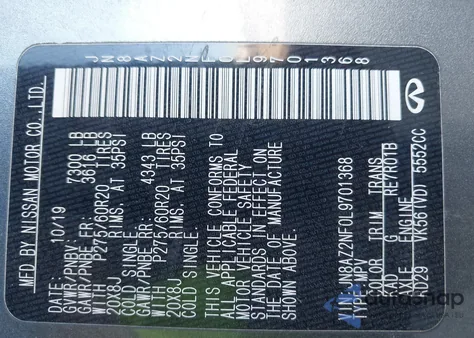 JN8AZ2NF0L9701368
MFD BY NISSAN MOTOR CO., LTD.
DATE: 10/19
GVWR/PNBV: 7300 LB
GAWR/PNBE FR: 3616 LB
WITH P275/60R20 TIRES
20X8J RIMS, AT 35PSI
COLD SINGLE.
GAWR/PNBE RR: 4343 LB
WITH P275/60R20 TIRES
20X8J RIMS, AT 35PSI
COLD SINGLE.
THIS VEHICLE CONFORMS TO
ALL APPLICABLE FEDERAL
MOTOR VEHICLE SAFETY
STANDARDS IN EFFECT ON
THE DATE OF MANUFACTURE
SHOWN ABOVE.
V.I.N: JN8AZ2NF0L9701368
TYPE: MPV
COLOR TRIM TRANS
KAD G RE7R01B
AXLE ENGINE
AD29 VK56(VD) 5552CC
autoshop